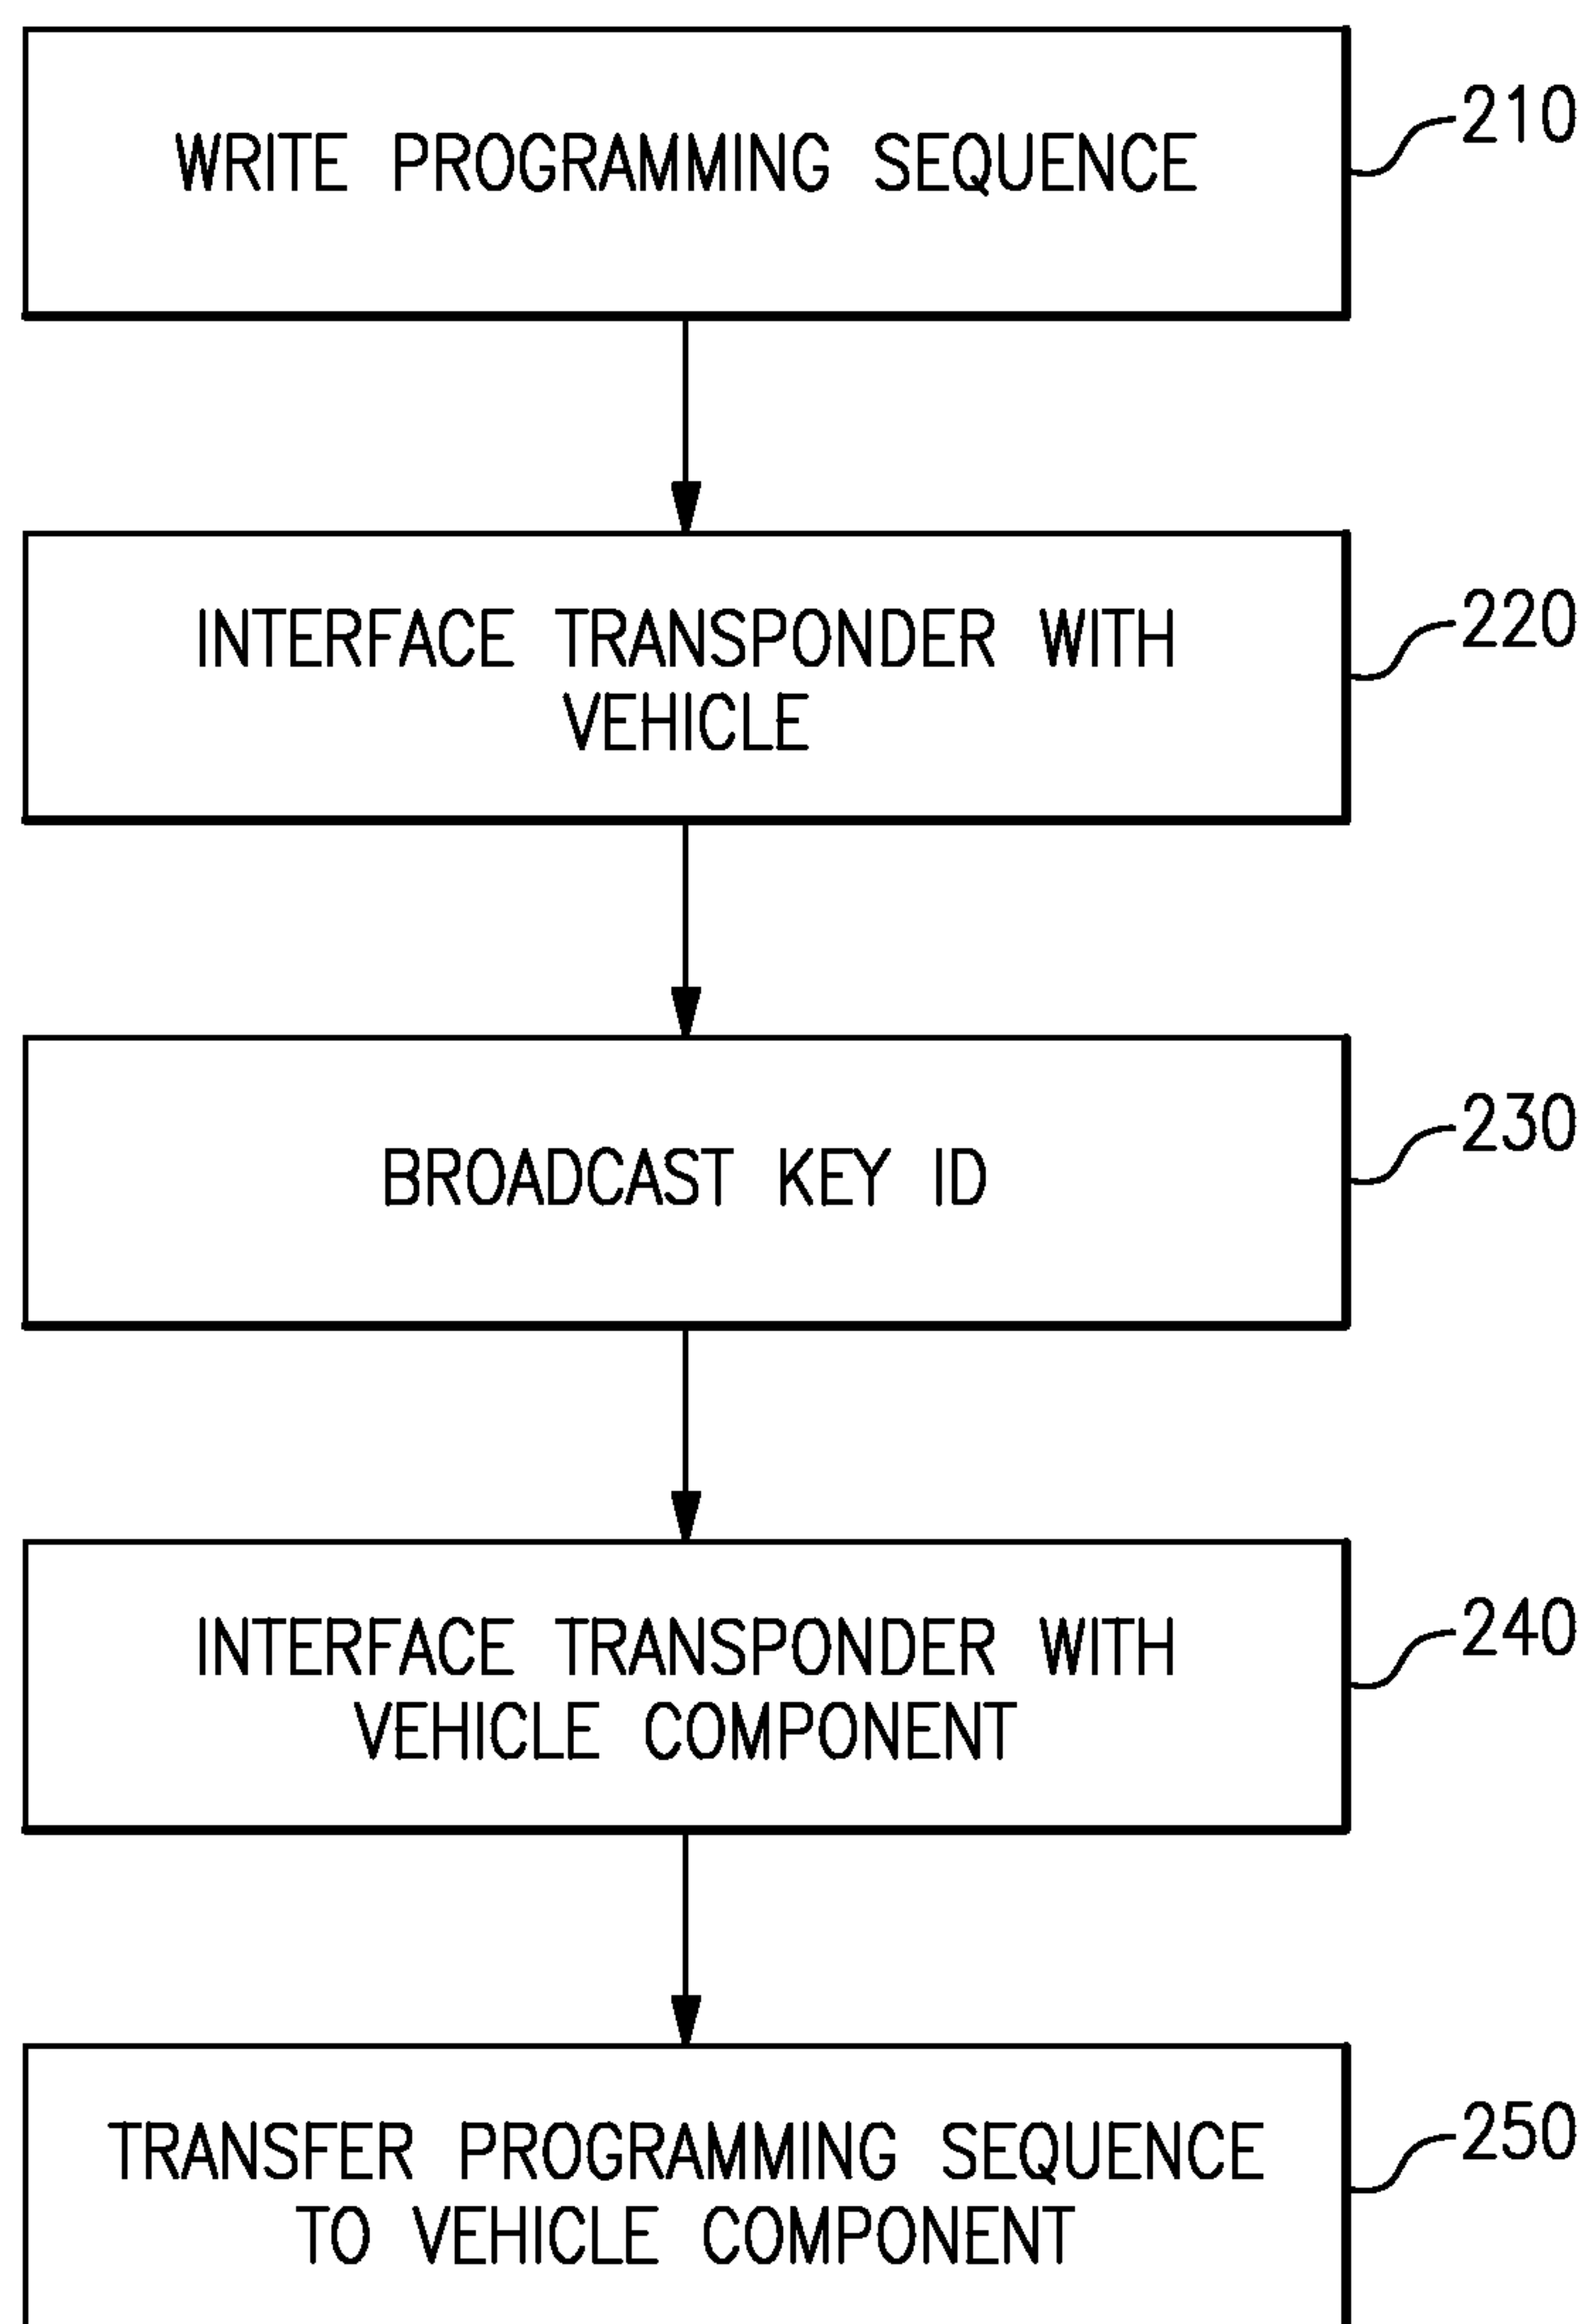 WRITE PROGRAMMING SEQUENCE
210
INTERFACE TRANSPONDER WITH
VEHICLE
220
BROADCAST KEY ID
230
INTERFACE TRANSPONDER WITH
VEHICLE COMPONENT
240
TRANSFER PROGRAMMING SEQUENCE
TO VEHICLE COMPONENT
250